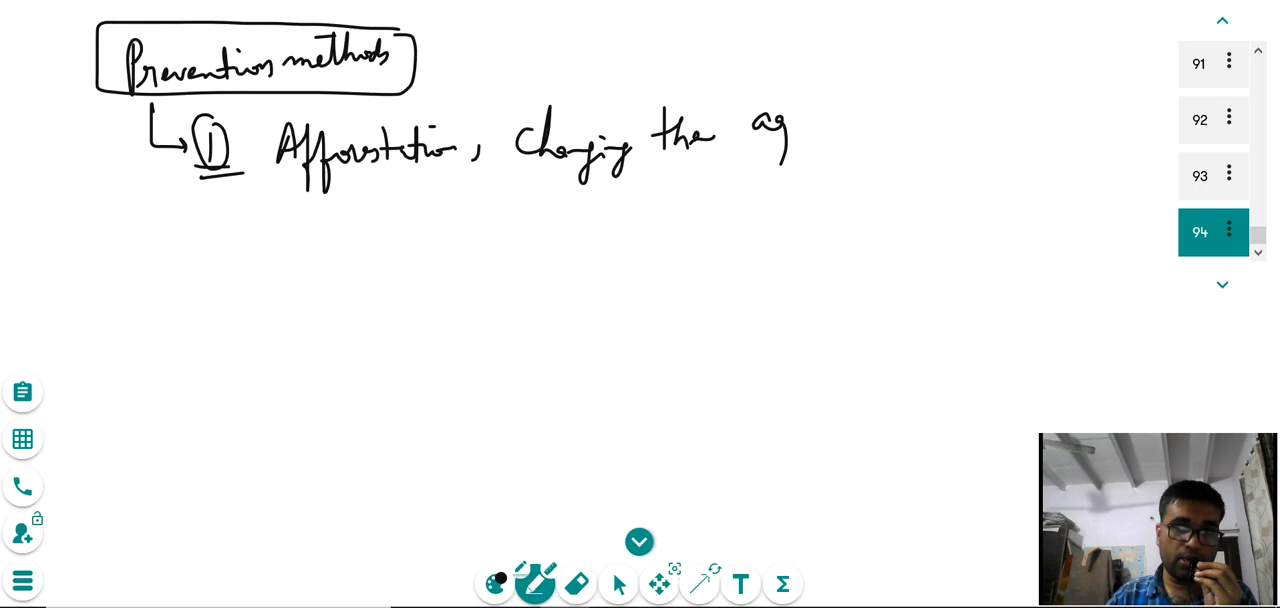 Prevention methods
① Afforestation, changing the ag
91
92
93
94
T
Σ